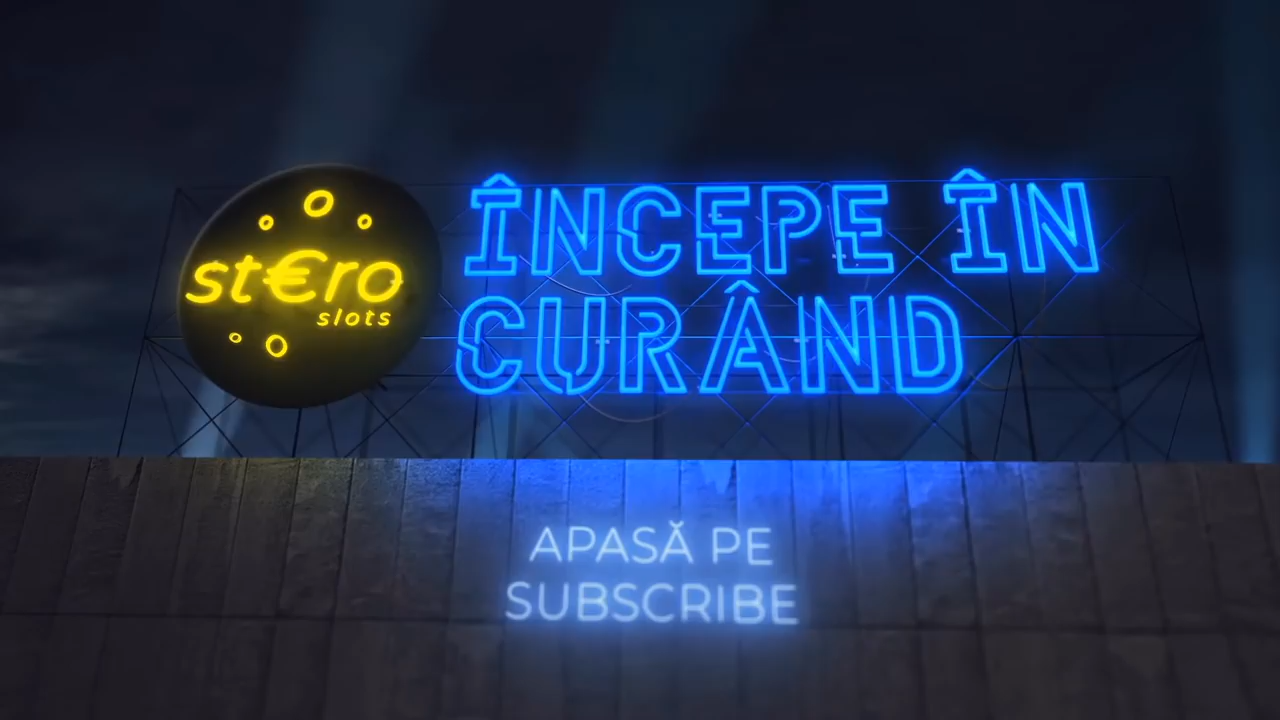 st€ro
slots
ÎNCEPE ÎN
CURÂND
APASĂ PE
SUBSCRIBE